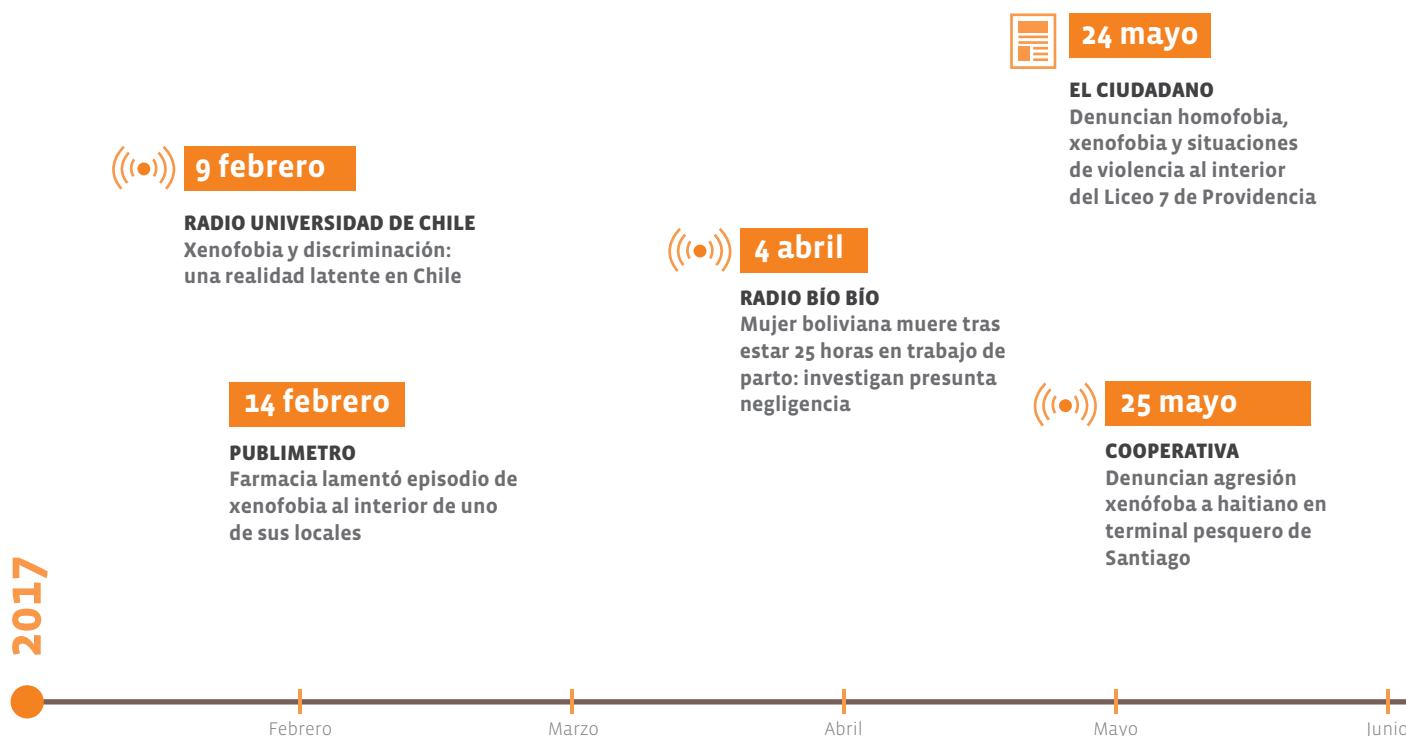 9 febrero
RADIO UNIVERSIDAD DE CHILE
Xenofobia y discriminación:
una realidad latente en Chile
14 febrero
PUBLIMETRO
Farmacia lamentó episodio de
xenofobia al interior de uno
de sus locales
4 abril
RADIO BÍO BÍO
Mujer boliviana muere tras
estar 25 horas en trabajo de
parto: investigan presunta
negligencia
24 mayo
EL CIUDADANO
Denuncian homofobia,
xenofobia y situaciones
de violencia al interior
del Liceo 7 de Providencia
25 mayo
COOPERATIVA
Denuncian agresión
xenófoba a haitiano en
terminal pesquero de
Santiago
2017
Febrero
Marzo
Abril
Mayo
Junio